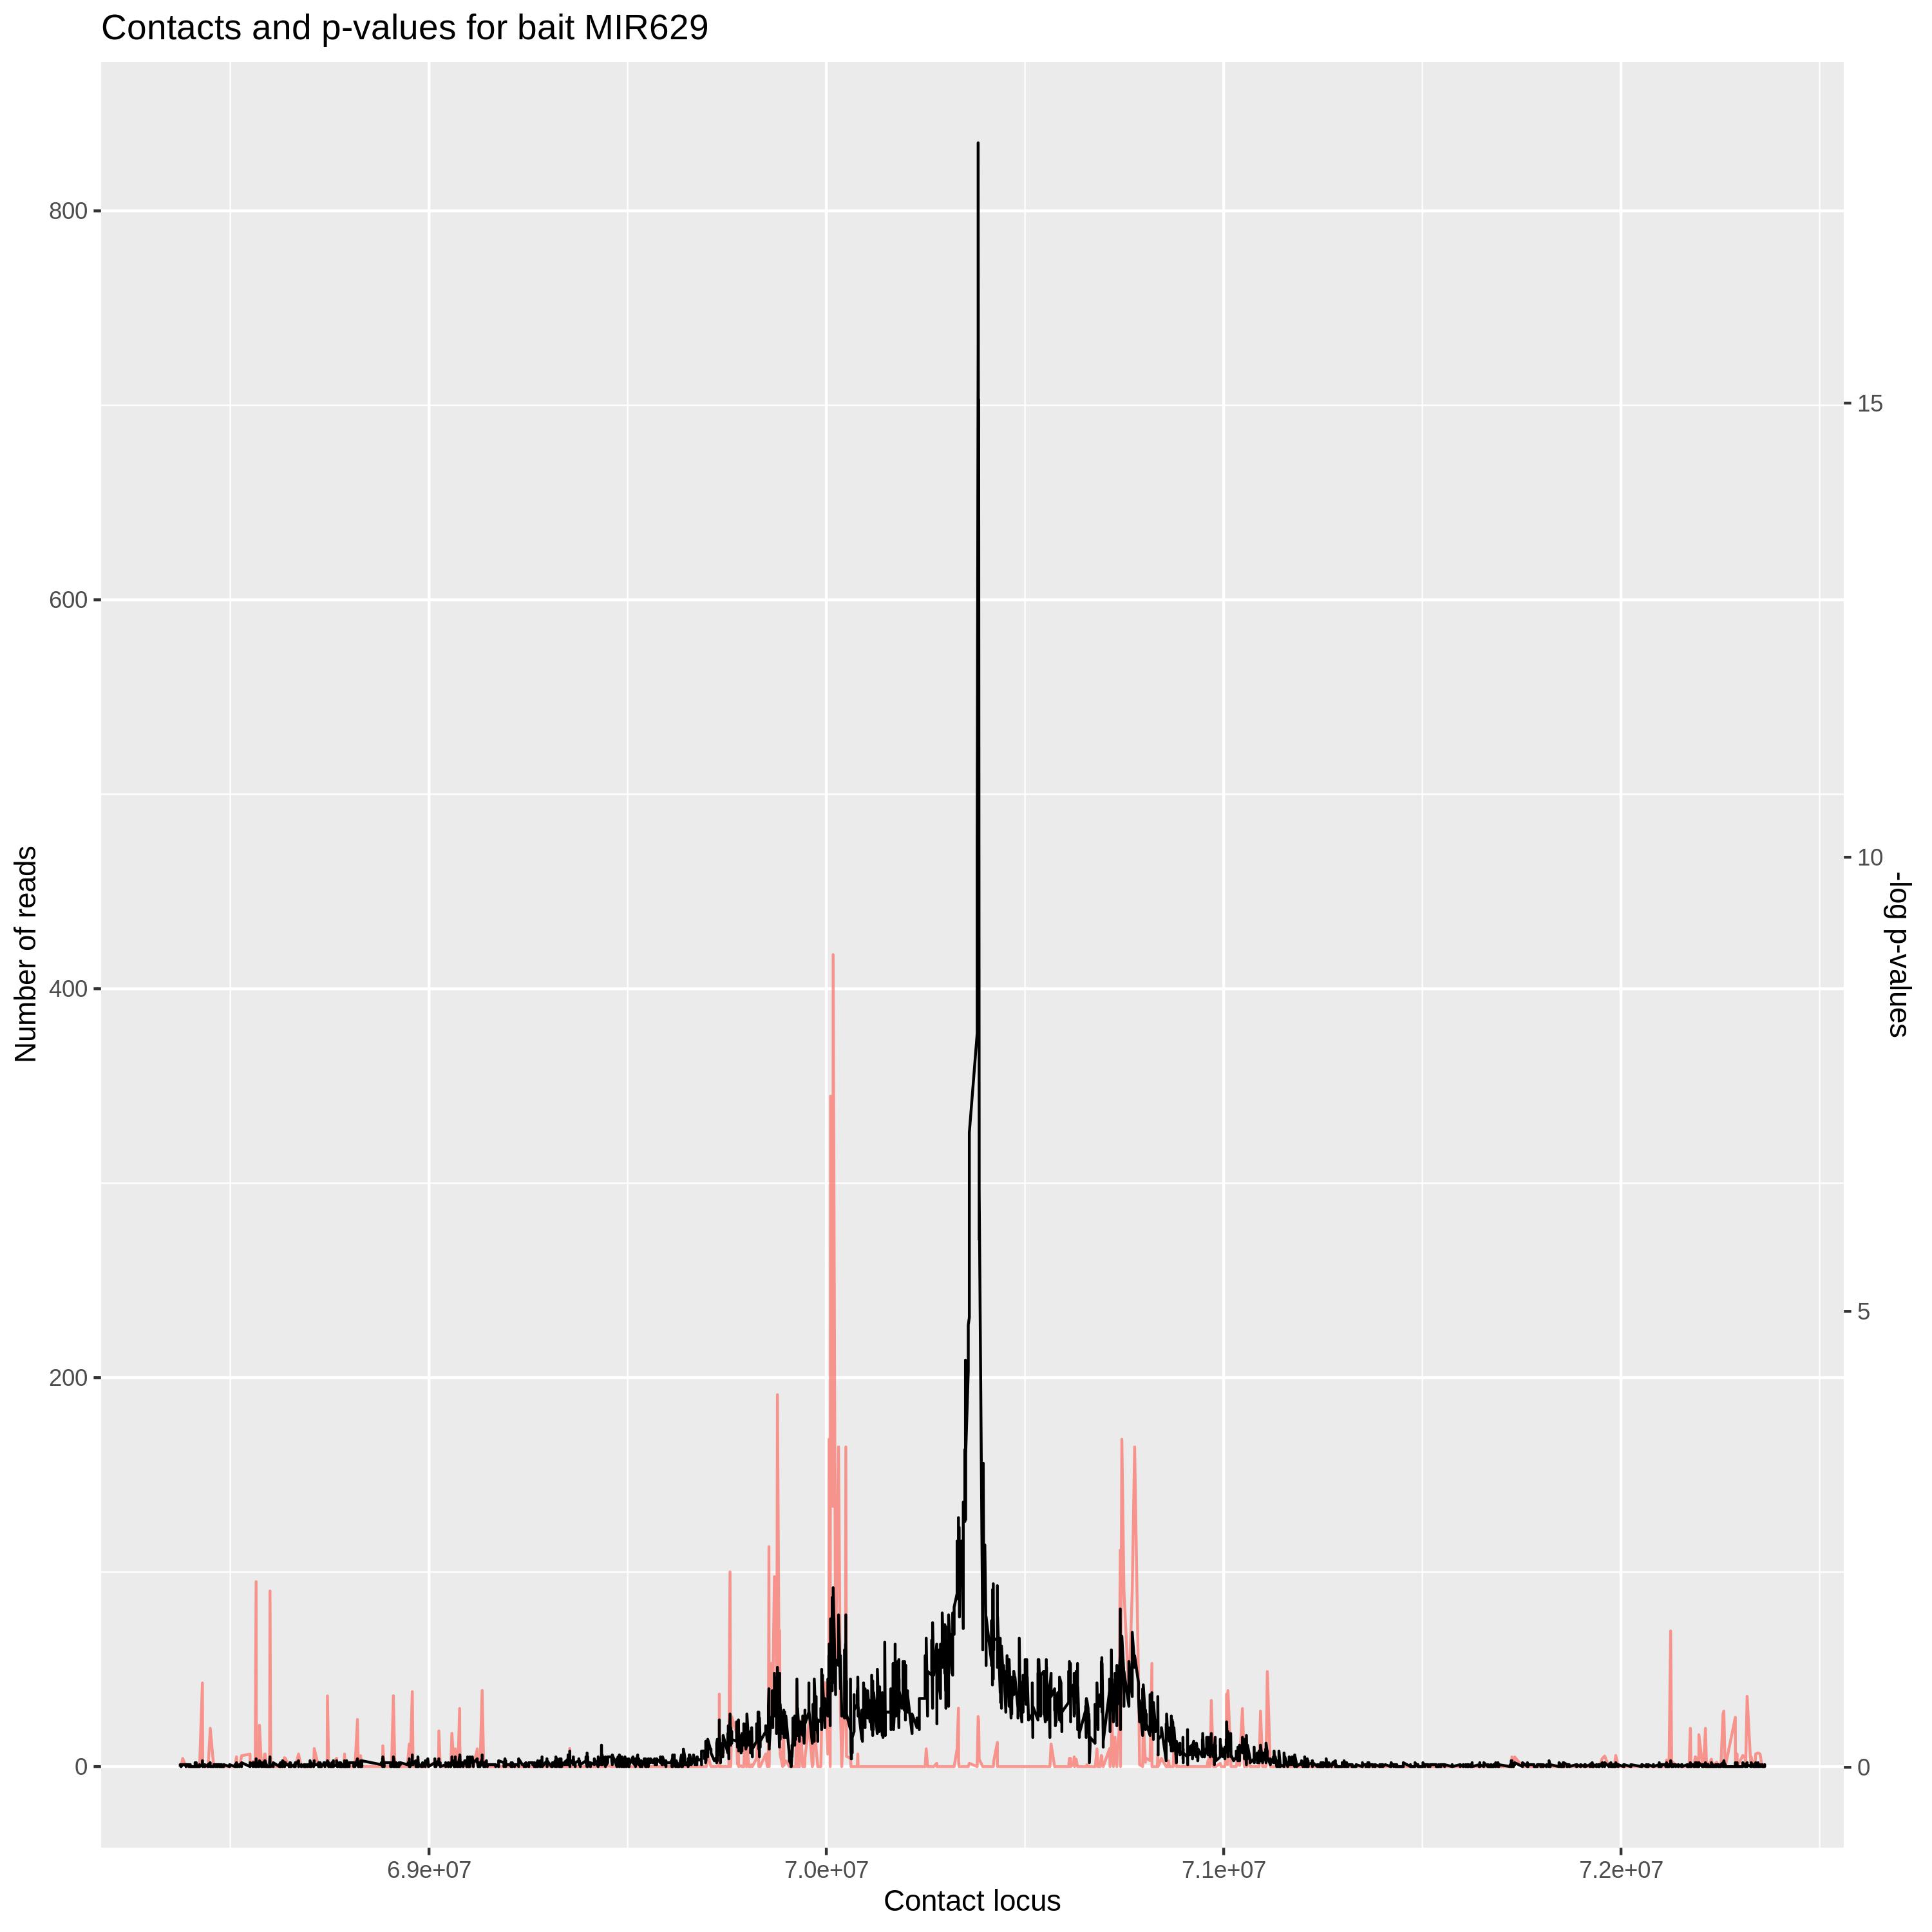 Contacts and p-values for bait MIR629
Number of reads
800
600
400
200
0
15
10
5
0
-log p-values
6.9e+07 7.0e+07 7.1e+07 7.2e+07
Contact locus